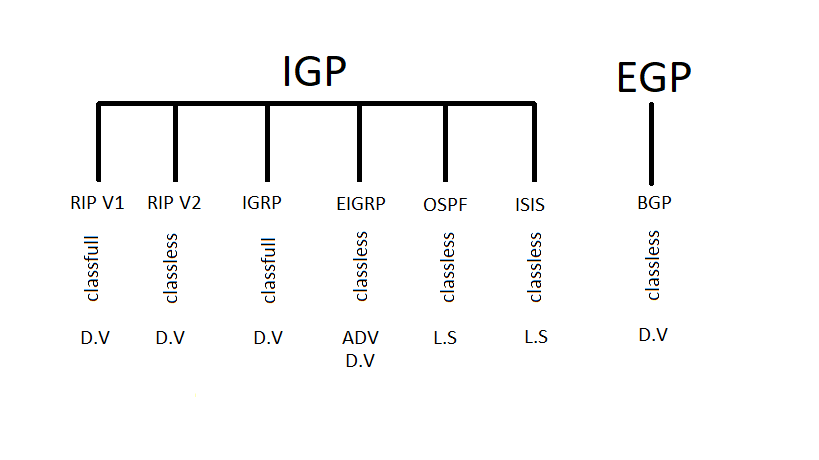 IGP
EGP
RIP V1 RIP V2 IGRP EIGRP OSPF ISIS BGP
classfull classless classfull classless classless classless classless
D.V D.V D.V ADV L.S L.S D.V
D.V